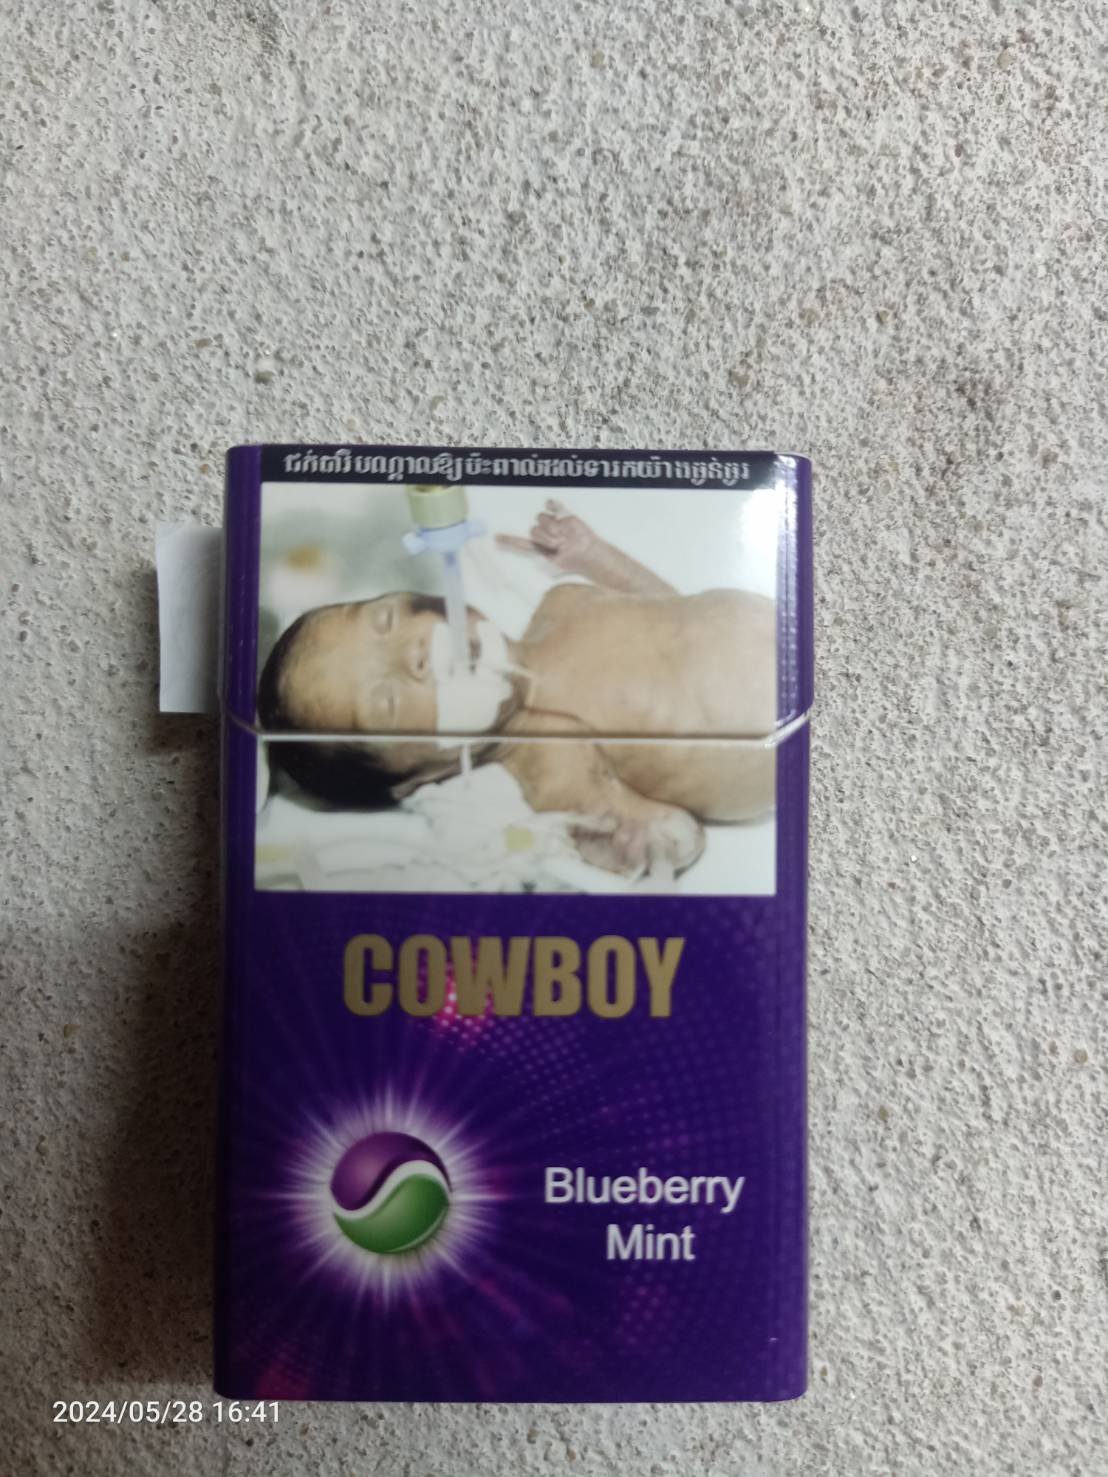 ជក់បារីបណ្តាលឱ្យប៉ះពាល់ដល់ទារកយ៉ាងធ្ងន់ធ្ងរ
COWBOY
Blueberry
Mint
2024/05/28 16:41